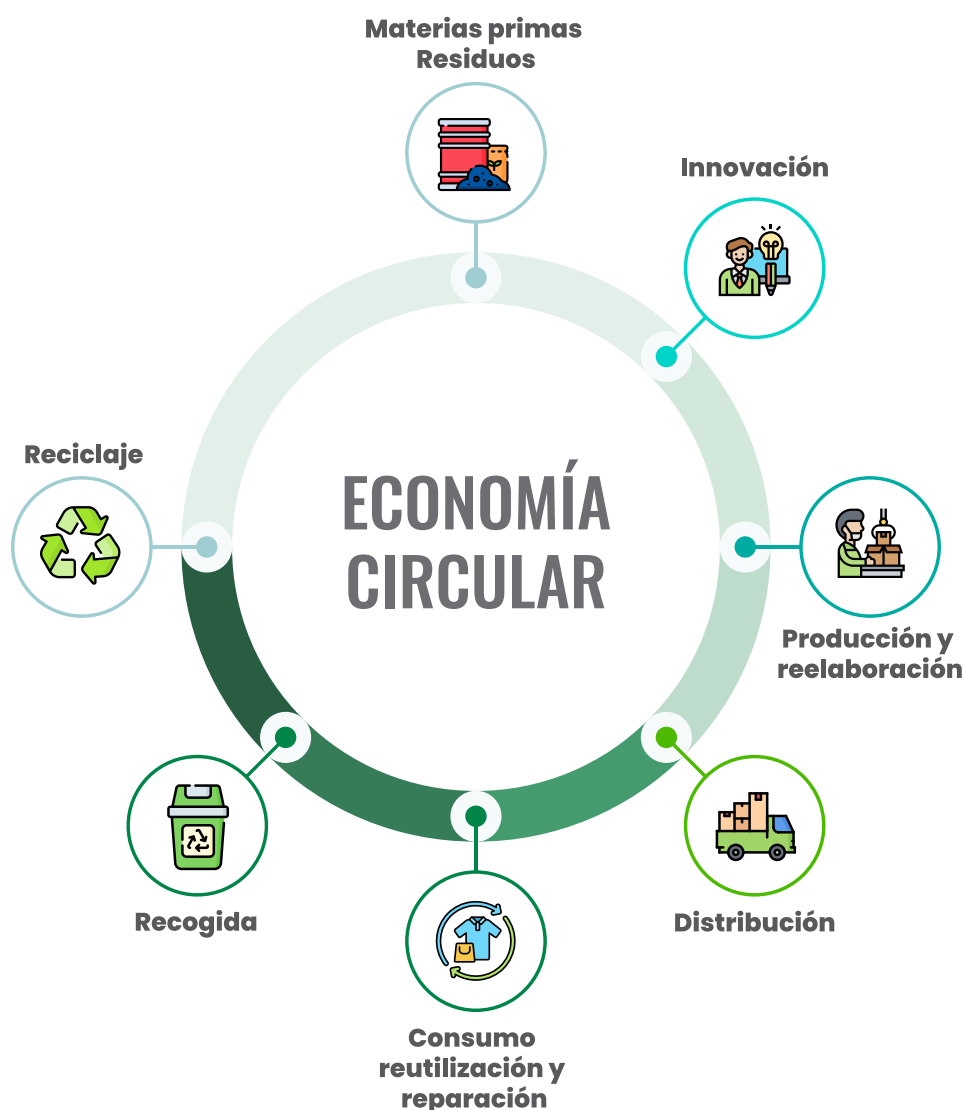 Materias primas
Residuos
Innovación
Reciclaje
ECONOMÍA
CIRCULAR
Producción y
reelaboración
Recogida
Distribución
Consumo
reutilización y
reparación